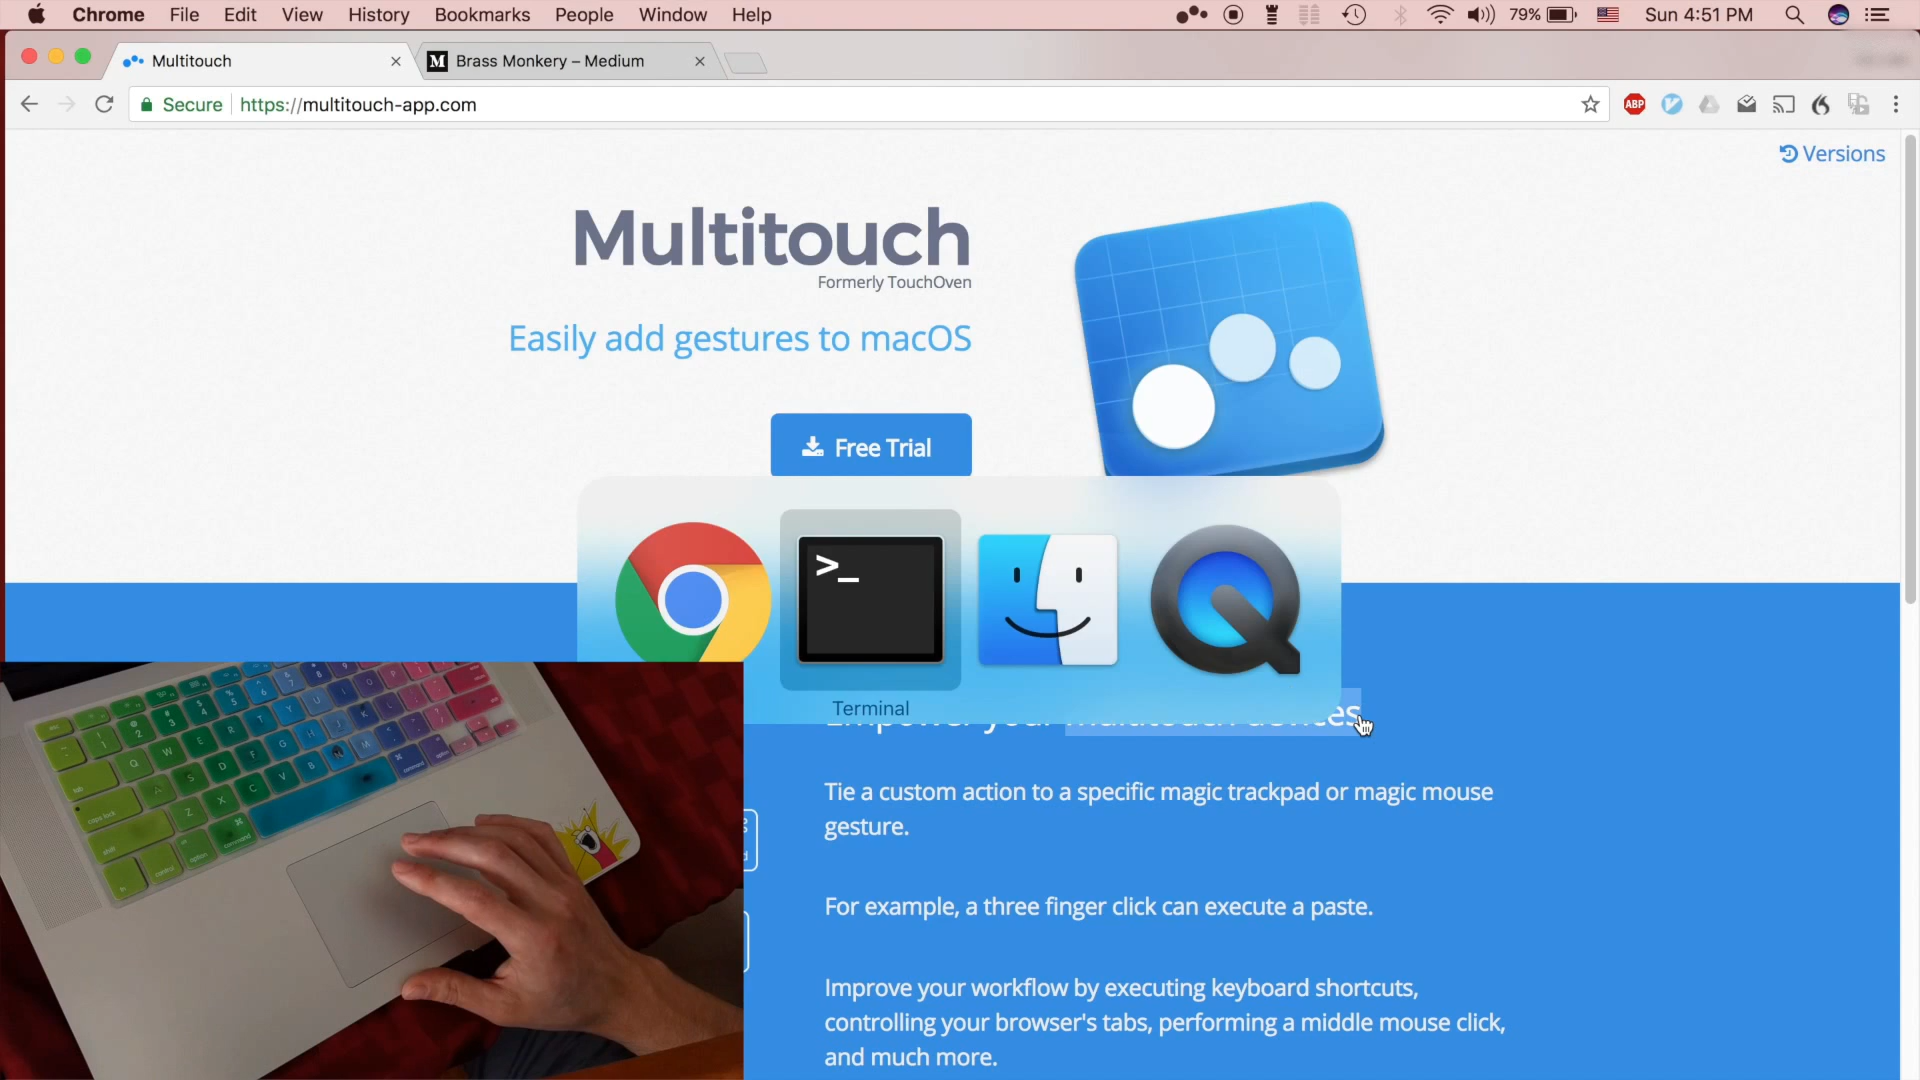 Chrome File Edit View History Bookmarks People Window Help 79% Sun 4:51 PM
Multitouch
M Brass Monkery – Medium
Secure https://multitouch-app.com ABP
Versions
Multitouch
Formerly TouchOven
Easily add gestures to macOS
Free Trial
>_
Terminal
Empower your multitouch devices
Tie a custom action to a specific magic trackpad or magic mouse
gesture.
For example, a three finger click can execute a paste.
Improve your workflow by executing keyboard shortcuts,
controlling your browser's tabs, performing a middle mouse click,
and much more.